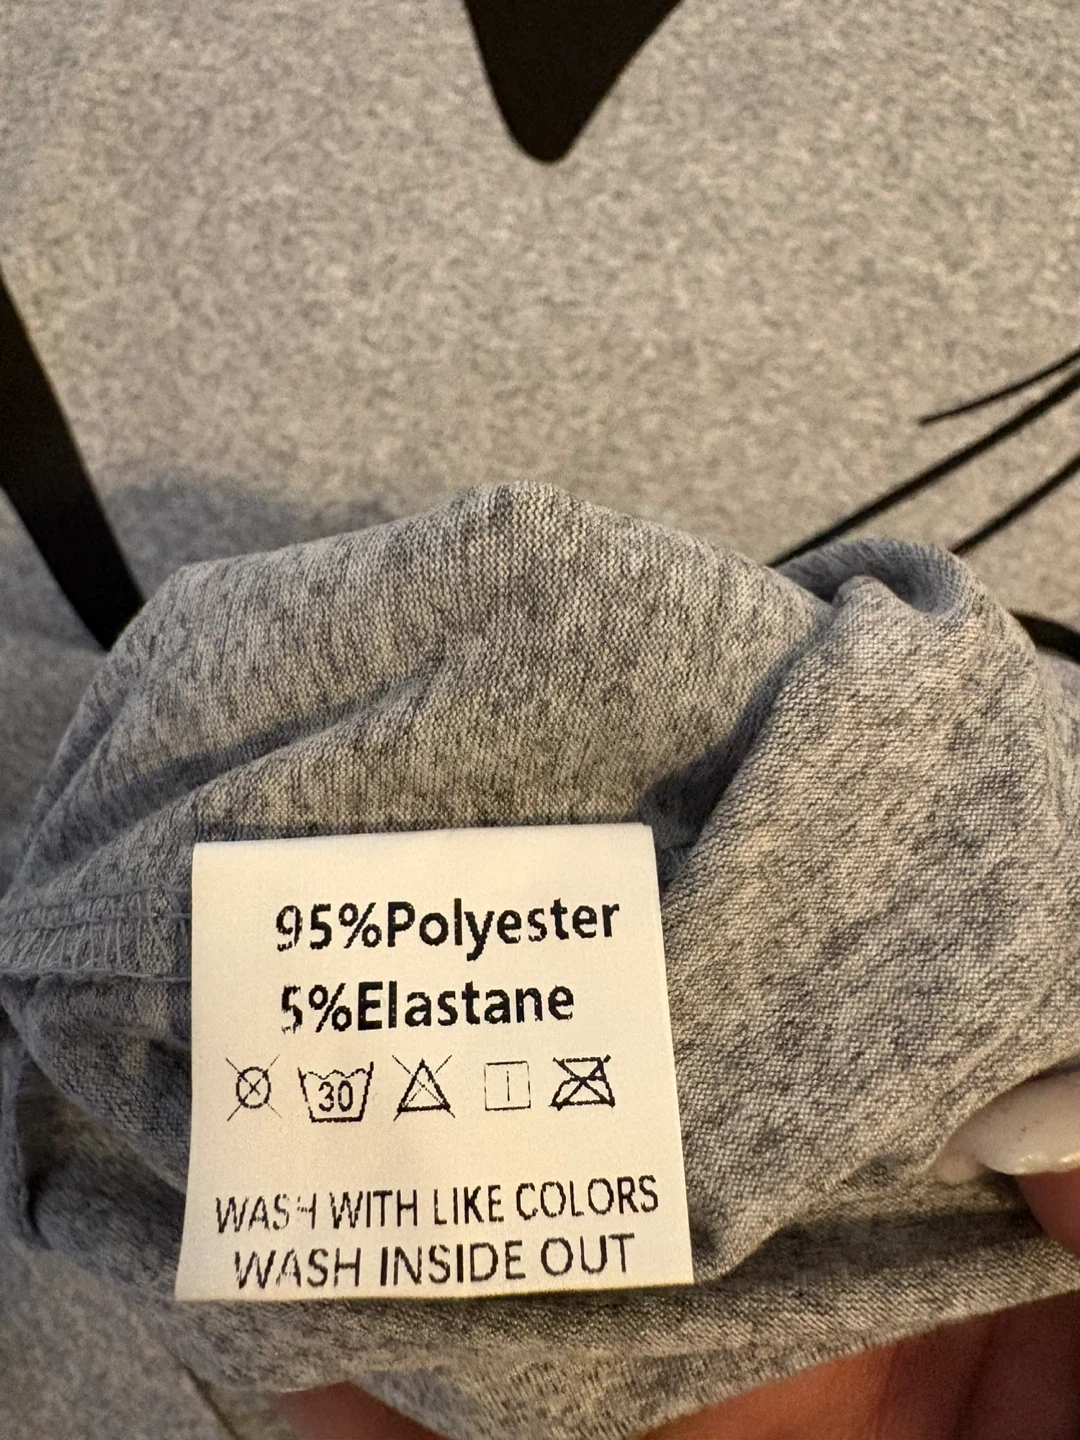 95%Polyester
5%Elastane
30
WASH WITH LIKE COLORS
WASH INSIDE OUT